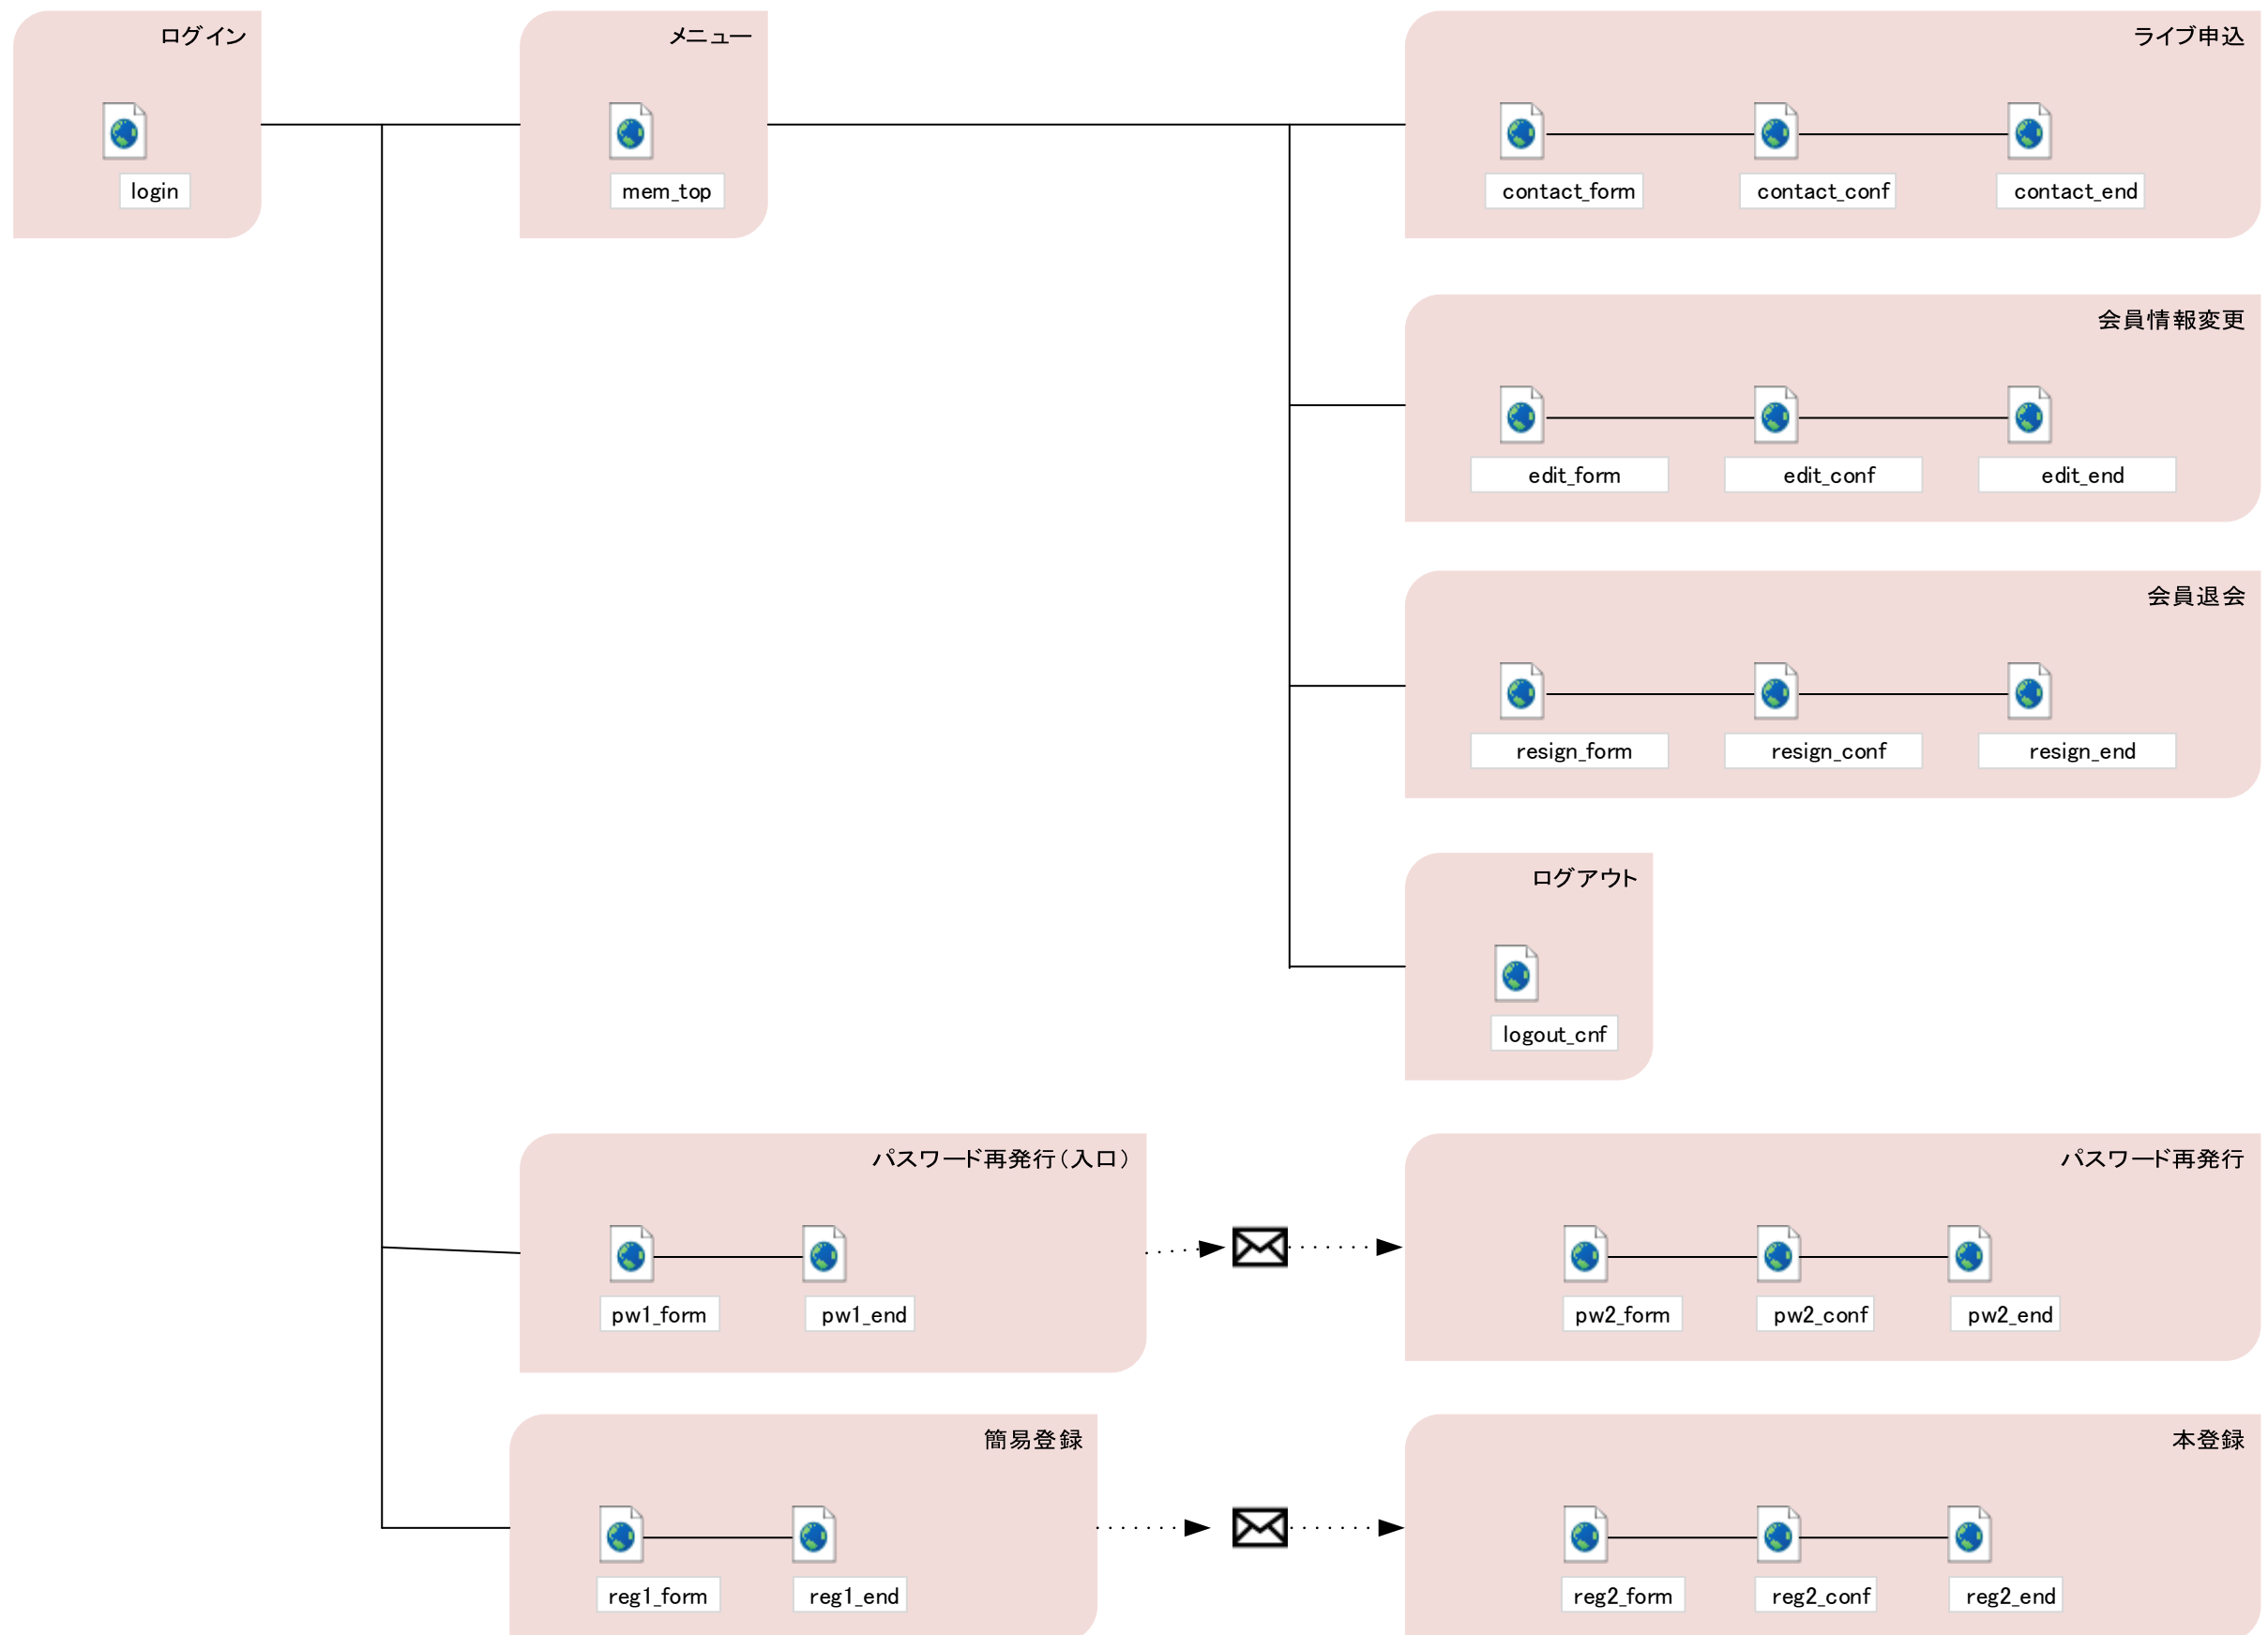 ログイン
login
メニュー
mem_top
ライブ申込
contact_form
contact_conf
contact_end
会員情報変更
edit_form
edit_conf
edit_end
会員退会
resign_form
resign_conf
resign_end
ログアウト
logout_cnf
パスワード再発行（入口）
pw1_form
pw1_end
パスワード再発行
pw2_form
pw2_conf
pw2_end
簡易登録
reg1_form
reg1_end
本登録
reg2_form
reg2_conf
reg2_end